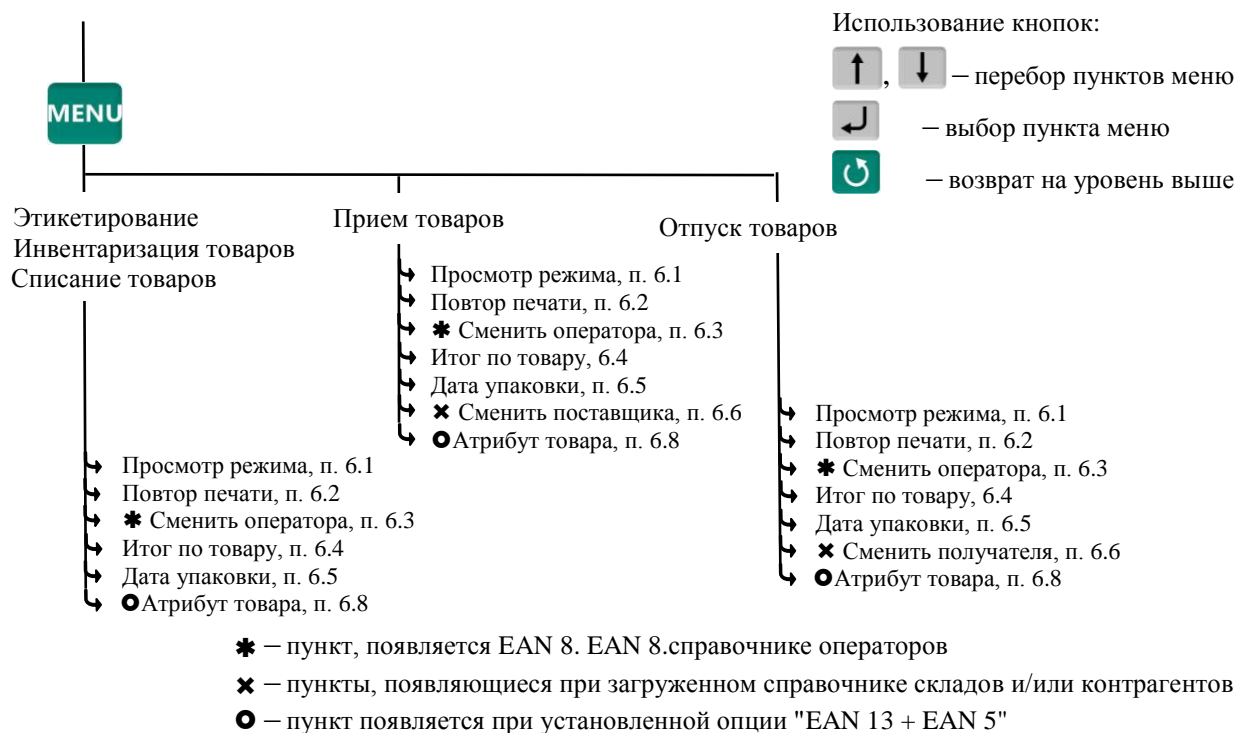 Использование кнопок:
↑, ↓ – перебор пунктов меню
MENU
– выбор пункта меню
– возврат на уровень выше
Этикетирование
Инвентаризация товаров
Списание товаров
Просмотр режима, п. 6.1
Повтор печати, п. 6.2
✱ Сменить оператора, п. 6.3
Итог по товару, п. 6.4
Дата упаковки, п. 6.5
Атрибут товара, п. 6.8
Прием товаров
Просмотр режима, п. 6.1
Повтор печати, п. 6.2
✱ Сменить оператора, п. 6.3
Итог по товару, 6.4
Дата упаковки, п. 6.5
✖ Сменить поставщика, п. 6.6
Атрибут товара, п. 6.8
Отпуск товаров
Просмотр режима, п. 6.1
Повтор печати, п. 6.2
✱ Сменить оператора, п. 6.3
Итог по товару, 6.4
Дата упаковки, п. 6.5
✖ Сменить получателя, п. 6.6
Атрибут товара, п. 6.8
✱ – пункт, появляется EAN 8. EAN 8.справочнике операторов
✖ – пункты, появляющиеся при загруженном справочнике складов и/или контрагентов
– пункт появляется при установленной опции "EAN 13 + EAN 5"